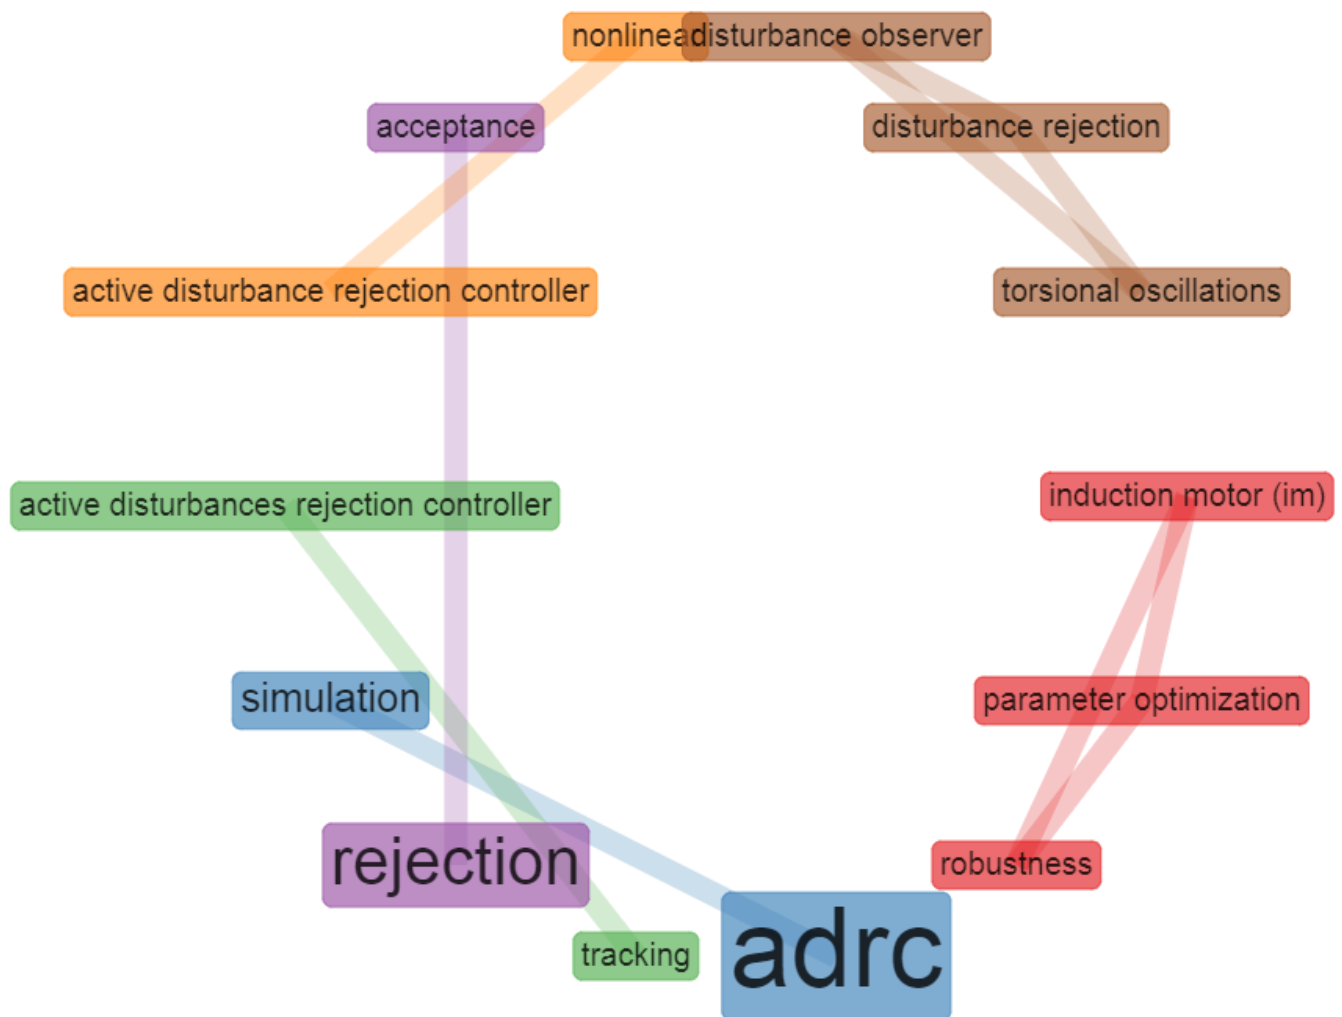 nonlinea
disturbance observer
acceptance
disturbance rejection
active disturbance rejection controller
torsional oscillations
active disturbances rejection controller
induction motor (im)
simulation
parameter optimization
rejection
robustness
tracking
adrc